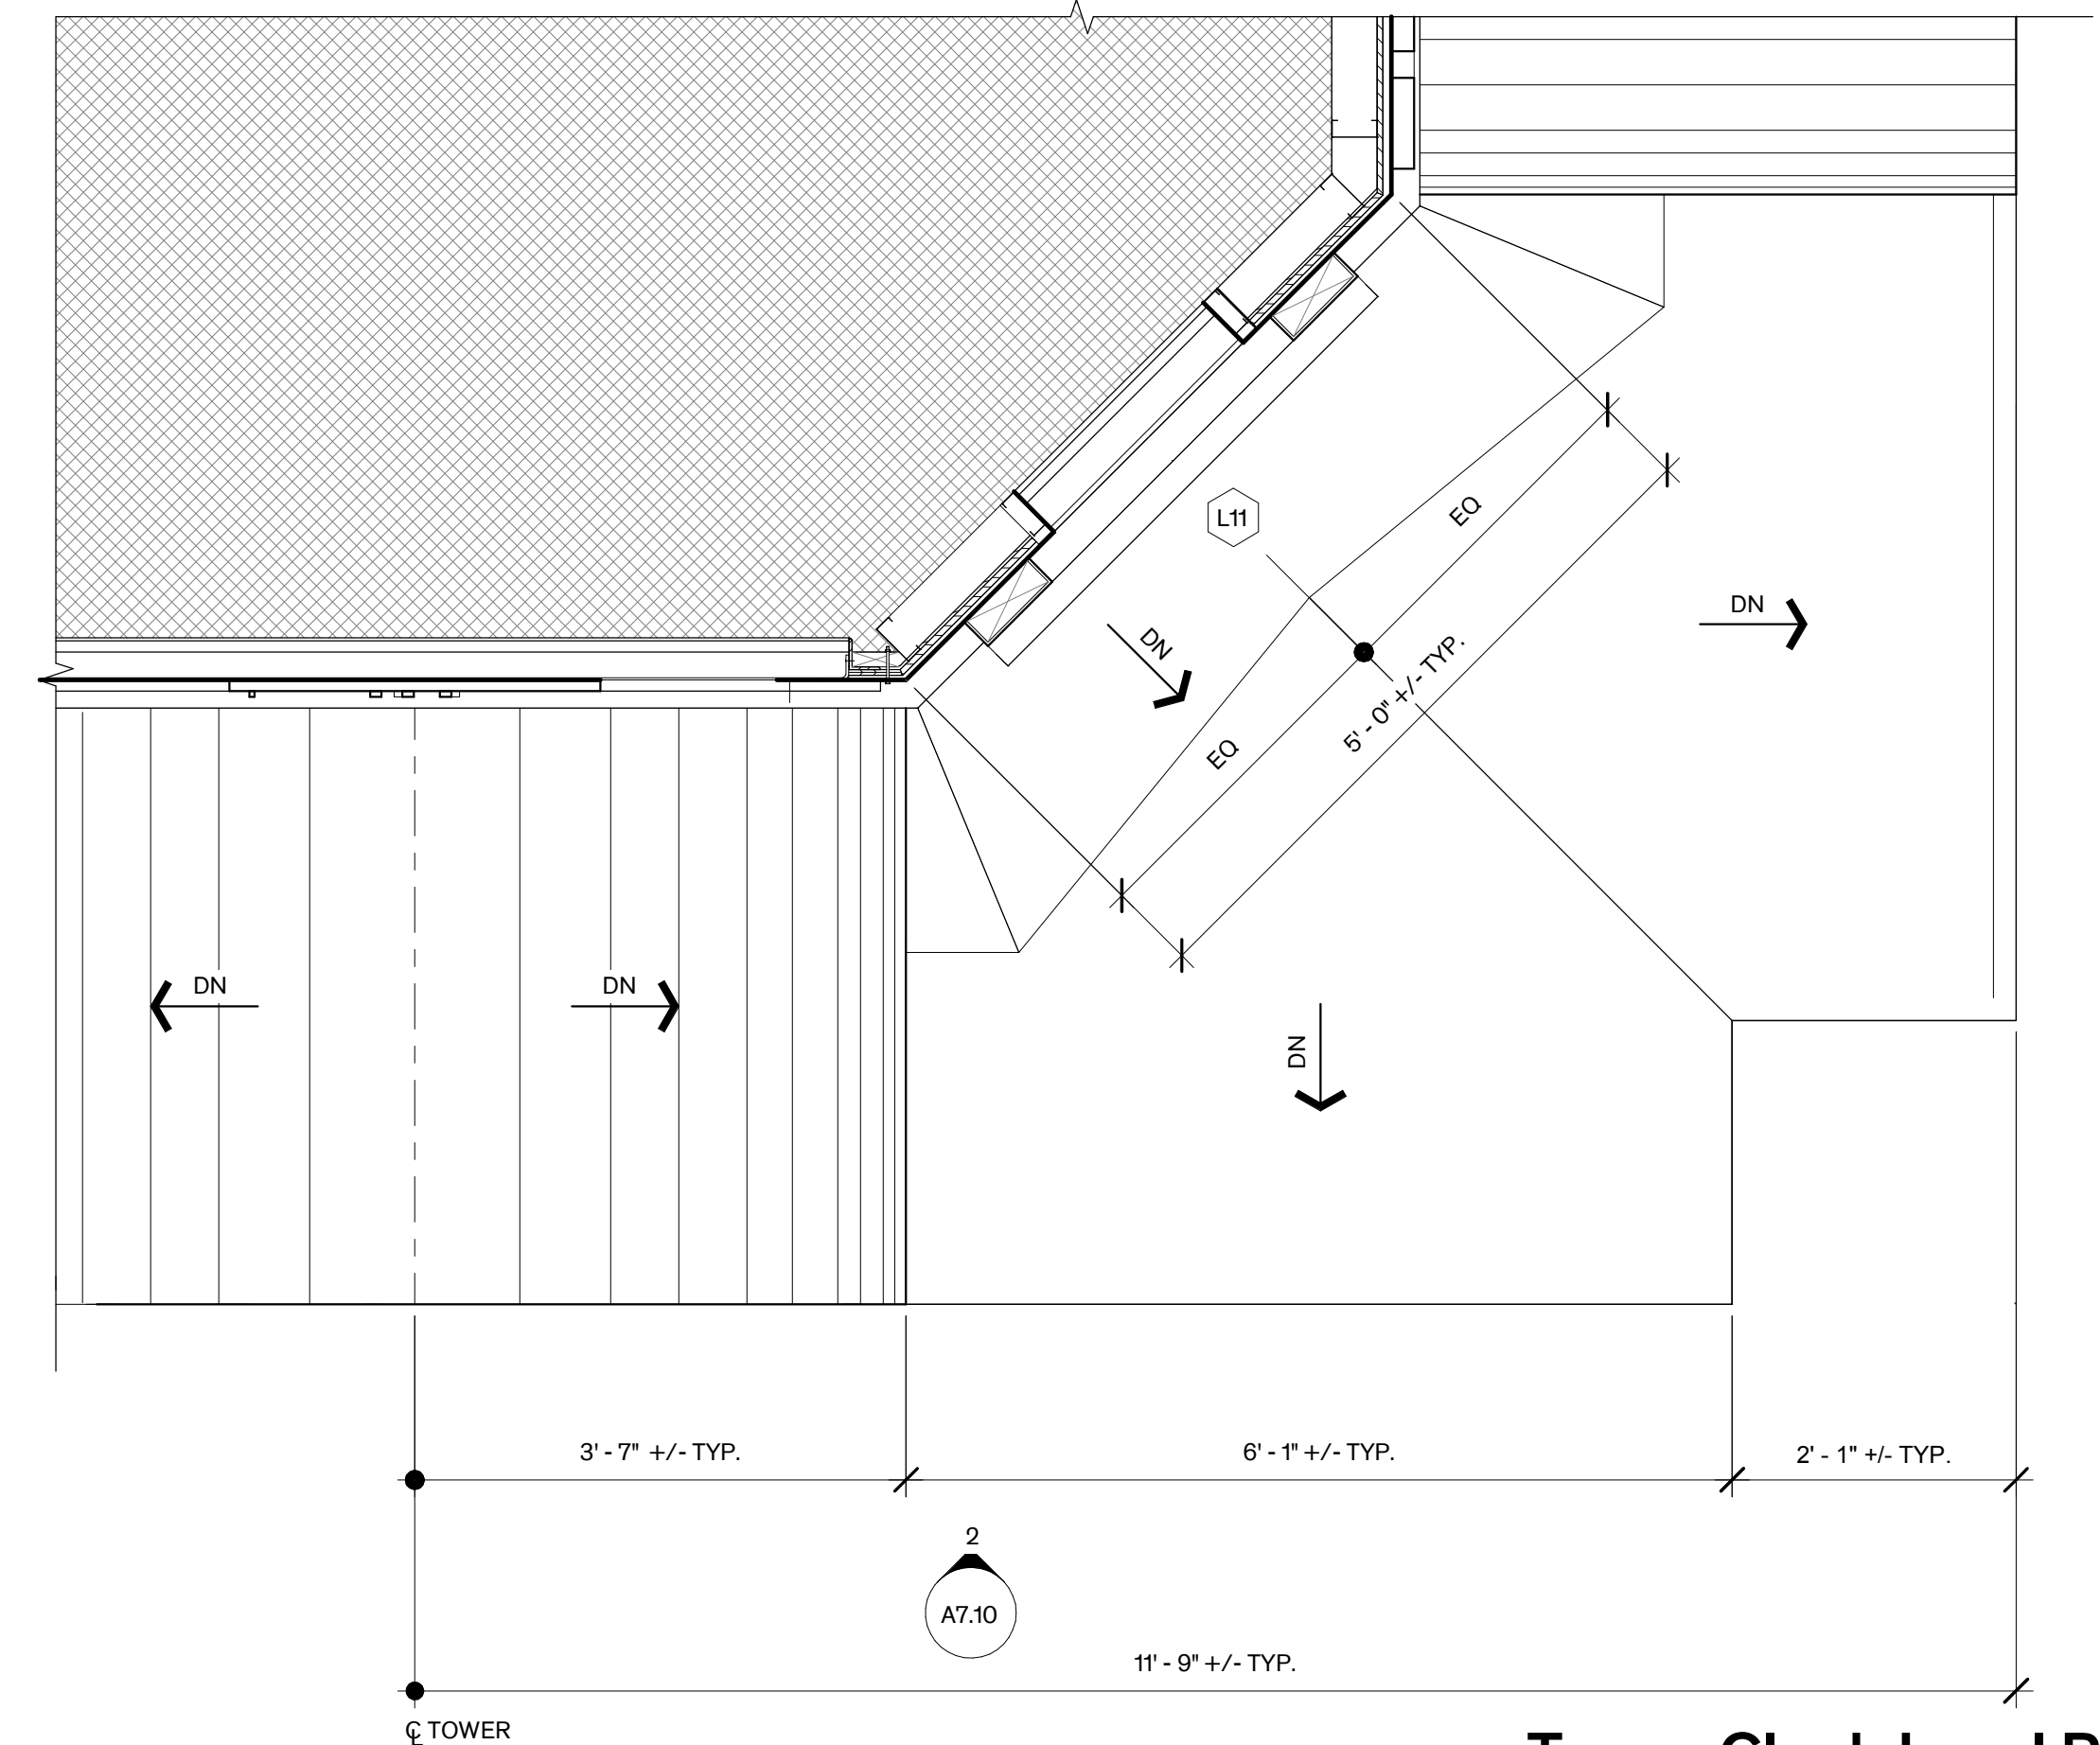 L11
EQ
DN
DN
5' - 0" +/- TYP.
EQ
DN
DN
DN
3' - 7" +/- TYP.
6' - 1" +/- TYP.
2' - 1" +/- TYP.
2
A7.10
11' - 9" +/- TYP.
℄ TOWER